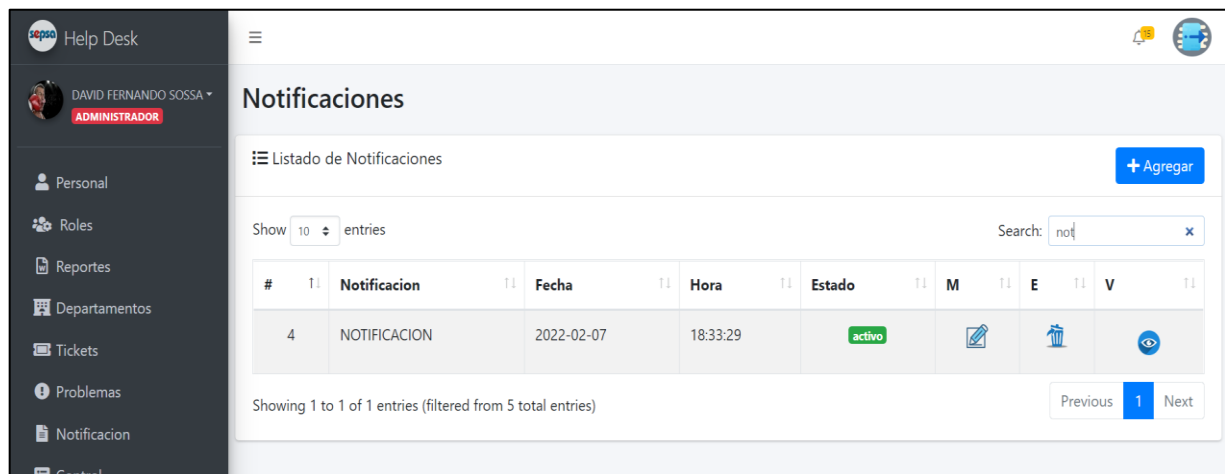 sepsa Help Desk
15
DAVID FERNANDO SOSSA
ADMINISTRADOR
Personal
Roles
Reportes
Departamentos
Tickets
Problemas
Notificacion
Control
Notificaciones
Listado de Notificaciones
Agregar
Show 10 entries
Search: not
# Notificacion Fecha Hora Estado M E V
4 NOTIFICACION 2022-02-07 18:33:29 activo
Showing 1 to 1 of 1 entries (filtered from 5 total entries)
Previous 1 Next